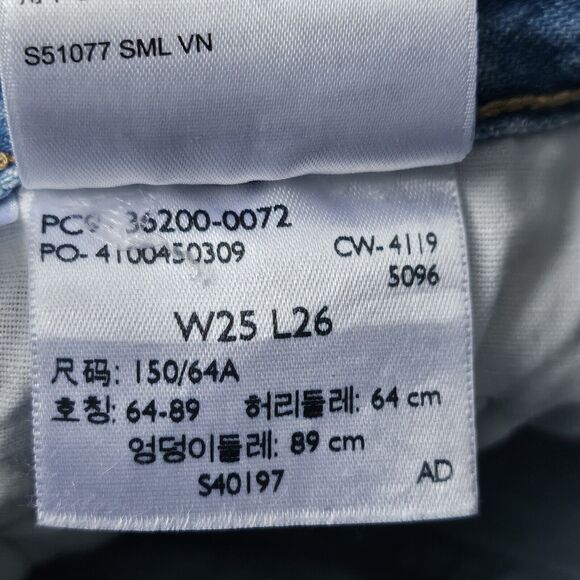 S51077 SML VN
PC9 36200-0072
PO- 4100450309 CW- 4119
5096
W25 L26
尺码: 150/64A
호칭: 64-89 허리둘레: 64 cm
엉덩이둘레: 89 cm
S40197 AD